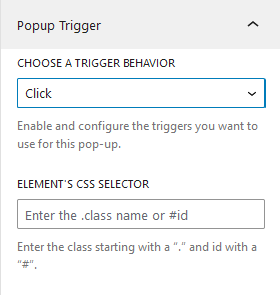 Popup Trigger
CHOOSE A TRIGGER BEHAVIOR
Click
Enable and configure the triggers you want to
use for this pop-up.
ELEMENT'S CSS SELECTOR
Enter the .class name or #id
Enter the class starting with a “.” and id with a
“#”.